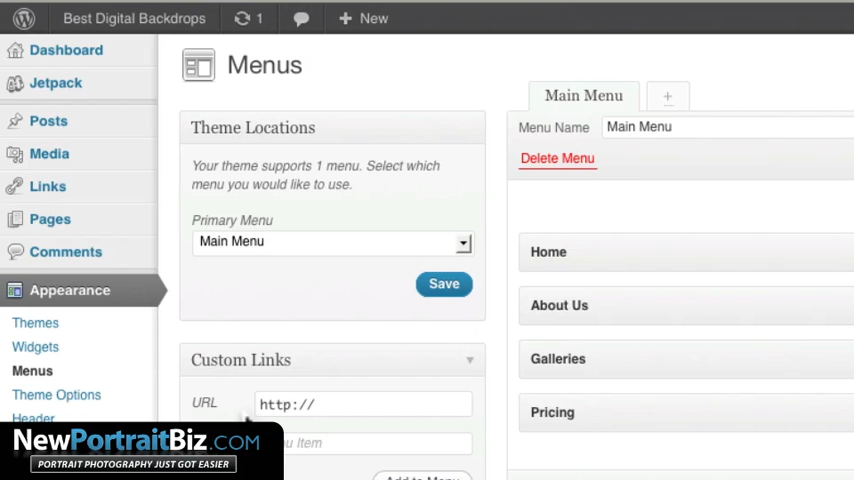 Best Digital Backdrops
1
New
Dashboard
Jetpack
Posts
Media
Links
Pages
Comments
Appearance
Themes
Widgets
Menus
Theme Options
Header
Menus
Theme Locations
Your theme supports 1 menu. Select which
menu you would like to use.
Primary Menu
Main Menu
Save
Custom Links
URL http://
Item
Main Menu
+
Menu Name Main Menu
Delete Menu
Home
About Us
Galleries
Pricing
NewPortraitBiz.COM
PORTRAIT PHOTOGRAPHY JUST GOT EASIER